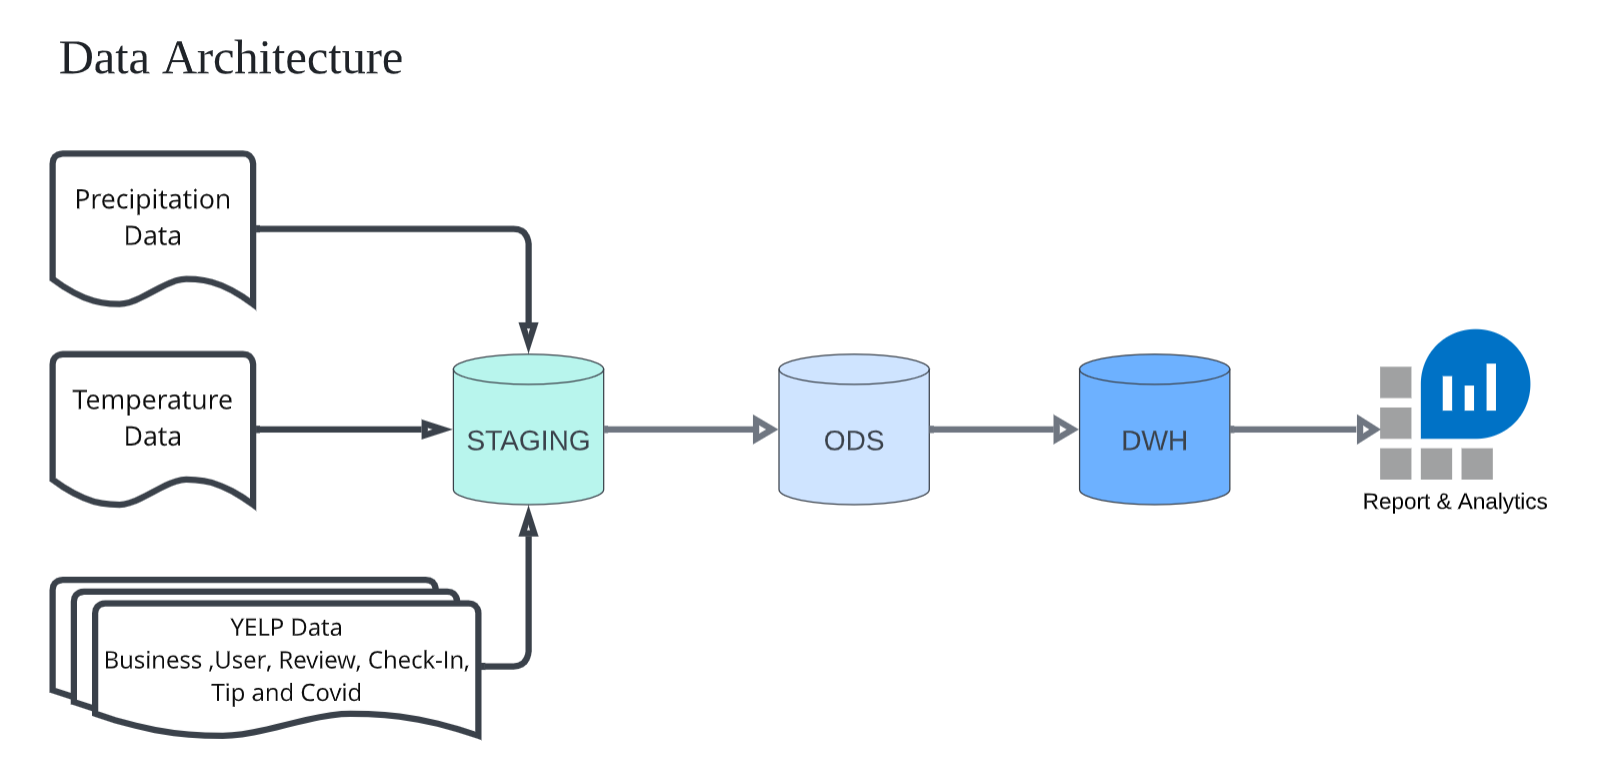 Data Architecture
Precipitation
Data
Temperature
Data
STAGING
ODS
DWH
Report & Analytics
YELP Data
Business ,User, Review, Check-In,
Tip and Covid